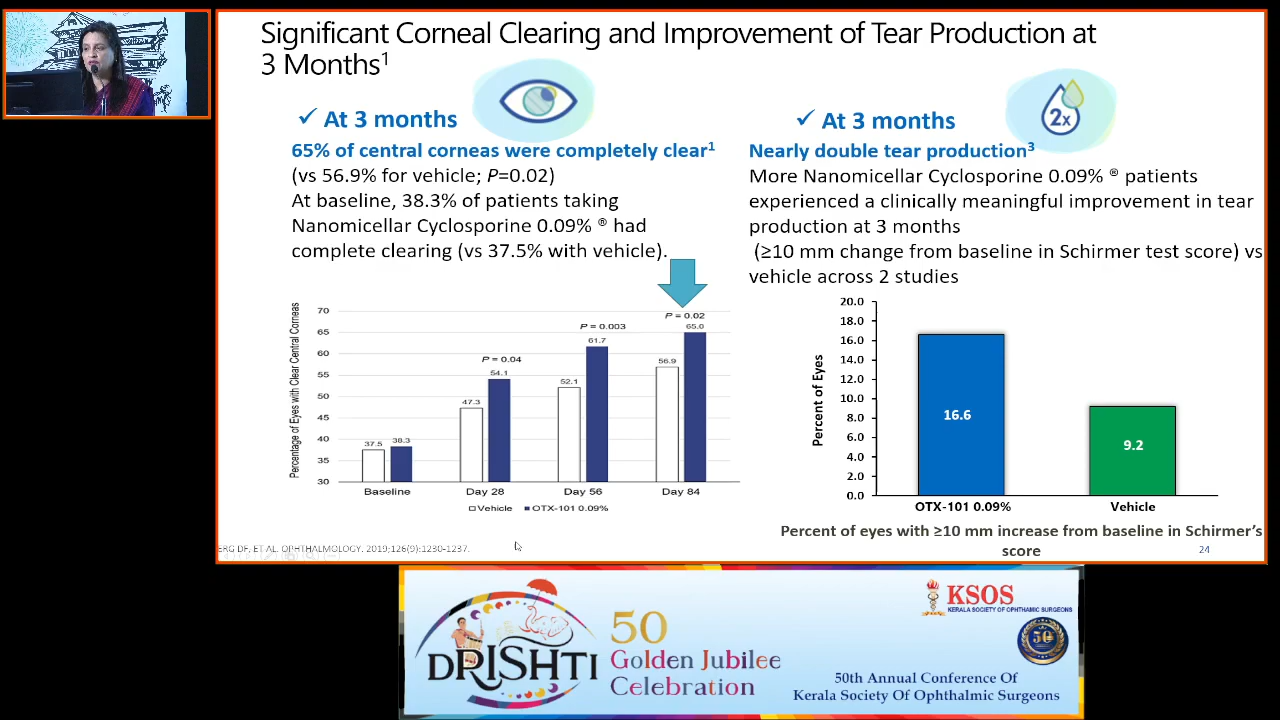 Significant Corneal Clearing and Improvement of Tear Production at
3 Months1
✓ At 3 months
65% of central corneas were completely clear1
(vs 56.9% for vehicle; P=0.02)
At baseline, 38.3% of patients taking
Nanomicellar Cyclosporine 0.09% ® had
complete clearing (vs 37.5% with vehicle).
Percentage of Eyes with Clear Central Corneas
70
65
60
55
50
45
40
35
30
37.5
38.3
47.3
54.1
P = 0.04
52.1
61.7
P = 0.003
56.9
65.0
P = 0.02
Baseline
Day 28
Day 56
Day 84
Vehicle
OTX-101 0.09%
ERG DF, ET AL. OPHTHALMOLOGY. 2019;126(9):1230-1237.
2x
✓ At 3 months
Nearly double tear production3
More Nanomicellar Cyclosporine 0.09% ® patients
experienced a clinically meaningful improvement in tear
production at 3 months
(≥10 mm change from baseline in Schirmer test score) vs
vehicle across 2 studies
Percent of Eyes
20.0
18.0
16.0
14.0
12.0
10.0
8.0
6.0
4.0
2.0
0.0
16.6
9.2
OTX-101 0.09%
Vehicle
Percent of eyes with ≥10 mm increase from baseline in Schirmer’s
score
24
DRISHTI
50
Golden Jubilee
Celebration
KSOS
KERALA SOCIETY OF OPHTHAMIC SURGEONS
50
50th Annual Conference Of
Kerala Society Of Ophthalmic Surgeons